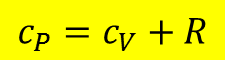 c_P = c_V + R